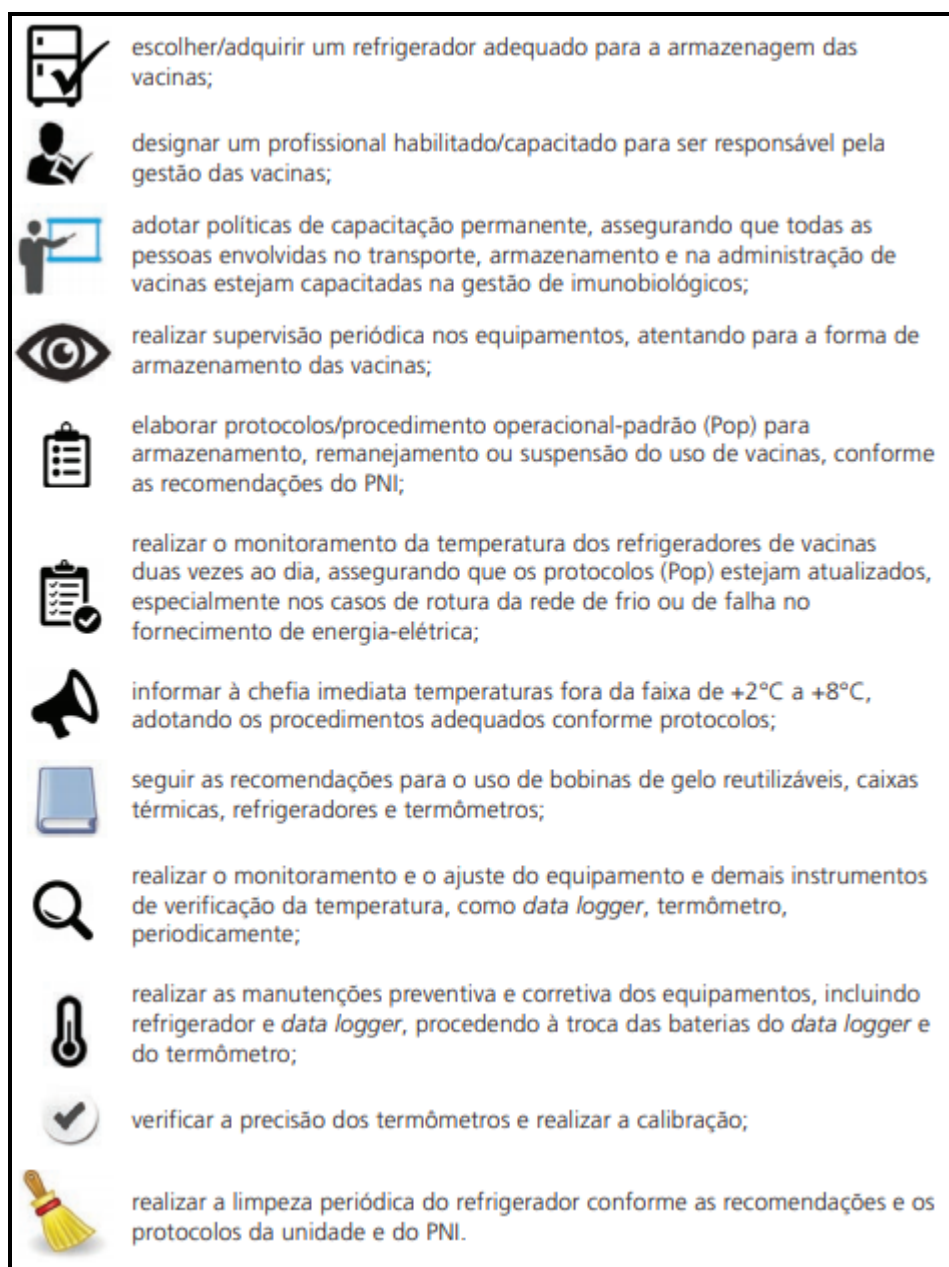 escolher/adquirir um refrigerador adequado para a armazenagem das
vacinas;
designar um profissional habilitado/capacitado para ser responsável pela
gestão das vacinas;
adotar políticas de capacitação permanente, assegurando que todas as
pessoas envolvidas no transporte, armazenamento e na administração de
vacinas estejam capacitadas na gestão de imunobiológicos;
realizar supervisão periódica nos equipamentos, atentando para a forma de
armazenamento das vacinas;
elaborar protocolos/procedimento operacional-padrão (Pop) para
armazenamento, remanejamento ou suspensão do uso de vacinas, conforme
as recomendações do PNI;
realizar o monitoramento da temperatura dos refrigeradores de vacinas
duas vezes ao dia, assegurando que os protocolos (Pop) estejam atualizados,
especialmente nos casos de rotura da rede de frio ou de falha no
fornecimento de energia-elétrica;
informar à chefia imediata temperaturas fora da faixa de +2°C a +8°C,
adotando os procedimentos adequados conforme protocolos;
seguir as recomendações para o uso de bobinas de gelo reutilizáveis, caixas
térmicas, refrigeradores e termômetros;
realizar o monitoramento e o ajuste do equipamento e demais instrumentos
de verificação da temperatura, como data logger, termômetro,
periodicamente;
realizar as manutenções preventiva e corretiva dos equipamentos, incluindo
refrigerador e data logger, procedendo à troca das baterias do data logger e
do termômetro;
verificar a precisão dos termômetros e realizar a calibração;
realizar a limpeza periódica do refrigerador conforme as recomendações e os
protocolos da unidade e do PNI.